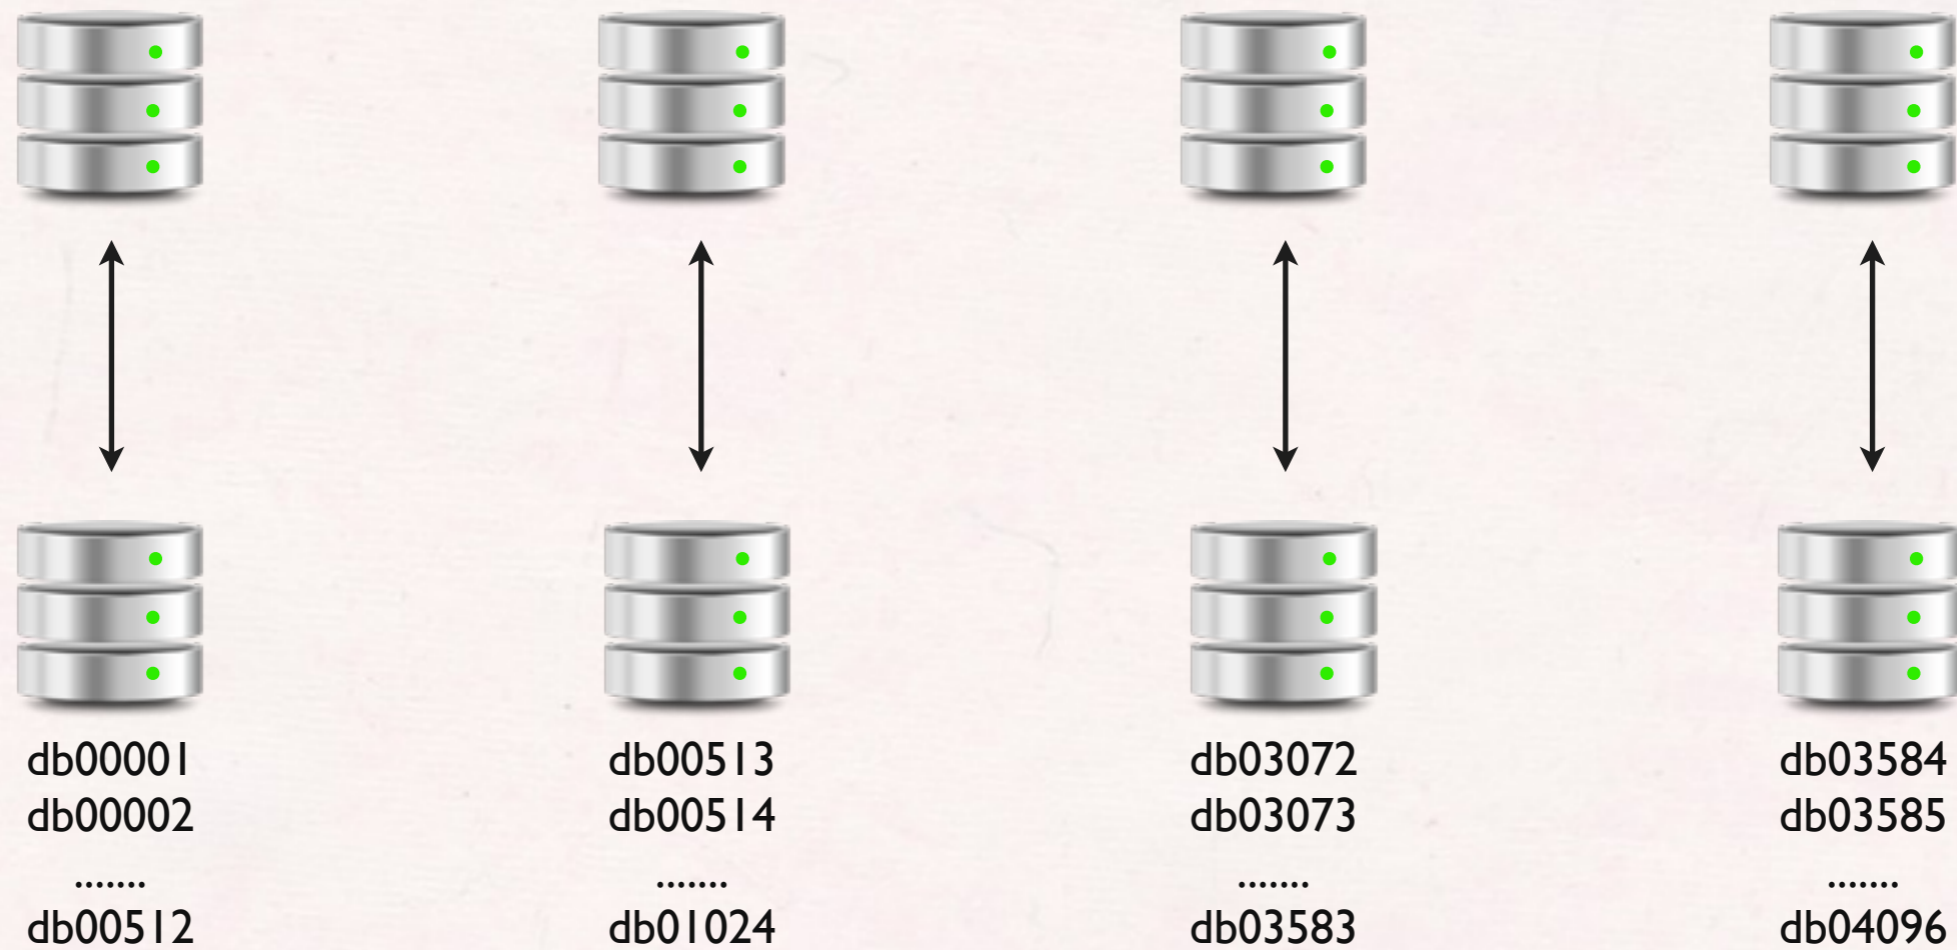 db00001
db00002
.......
db00512
db00513
db00514
.......
db01024
db03072
db03073
.......
db03583
db03584
db03585
.......
db04096